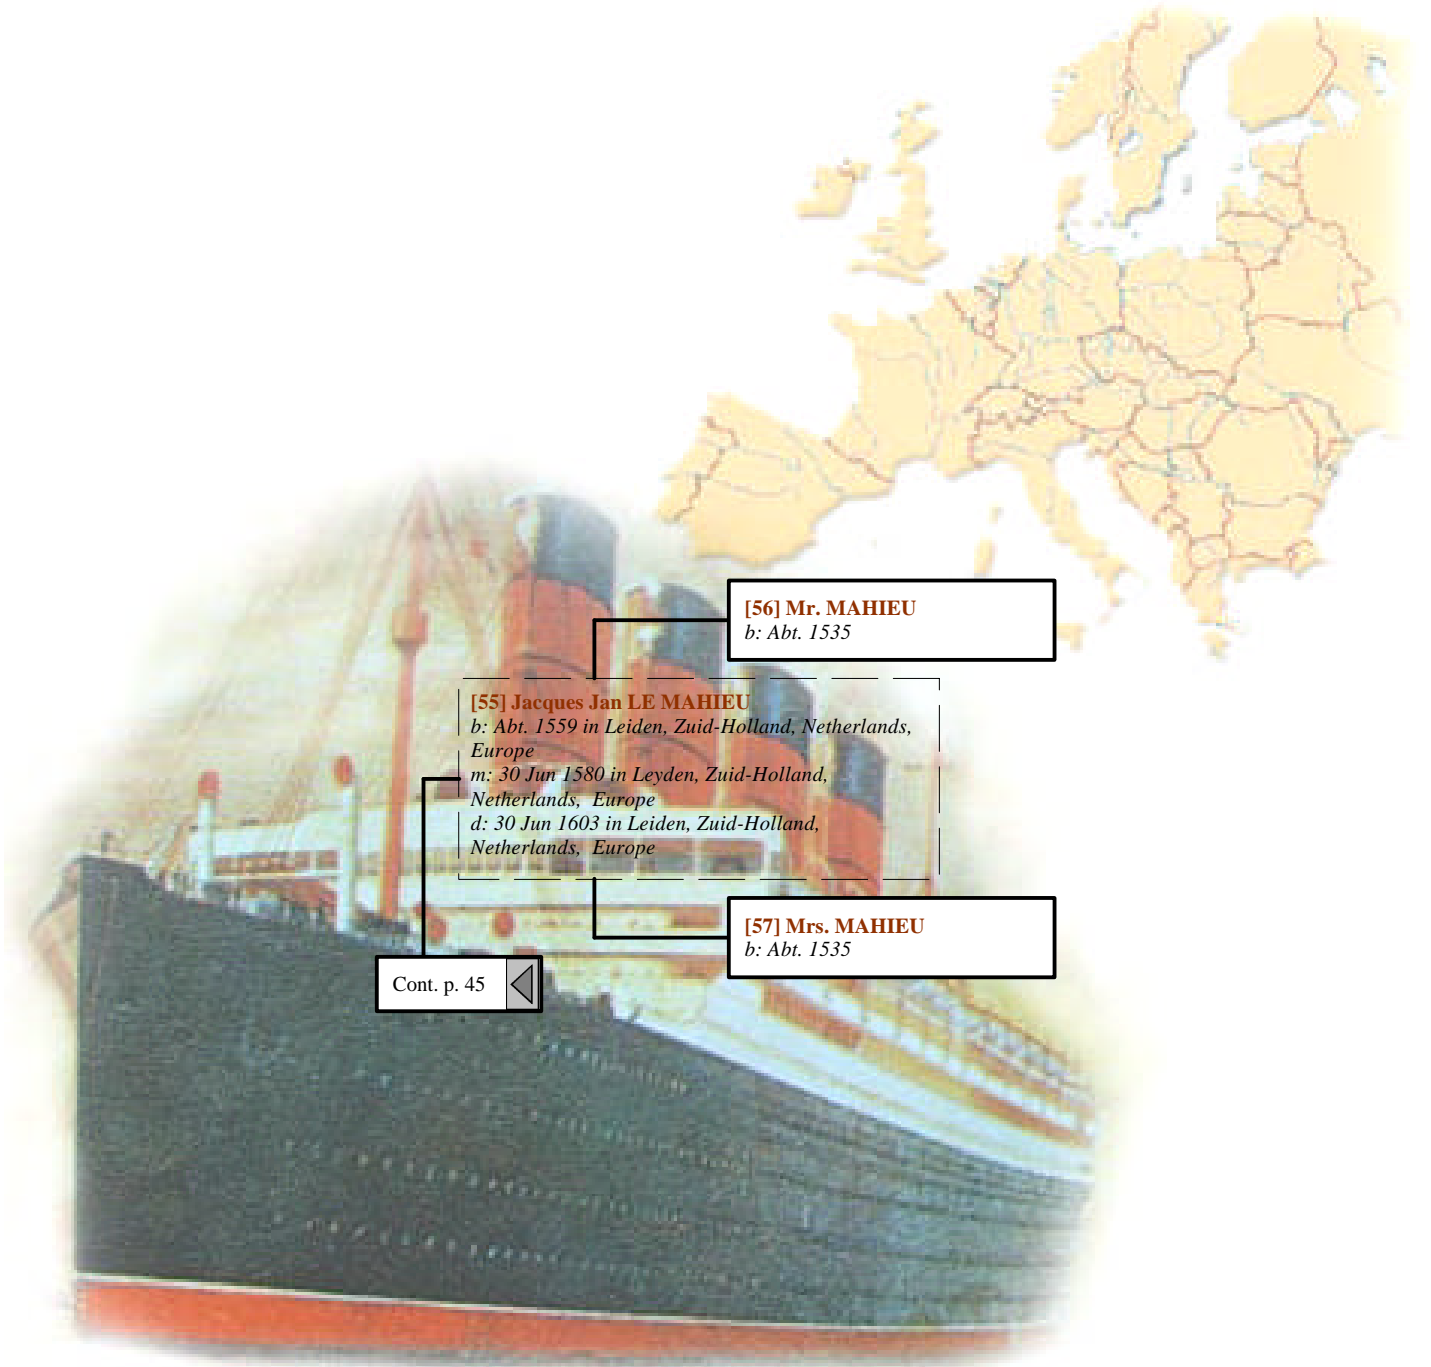 [56] Mr. MAHIEU
b: Abt. 1535
[55] Jacques Jan LE MAHIEU
b: Abt. 1559 in Leiden, Zuid-Holland, Netherlands,
Europe
m: 30 Jun 1580 in Leyden, Zuid-Holland,
Netherlands,  Europe
d: 30 Jun 1603 in Leiden, Zuid-Holland,
Netherlands,  Europe
[57] Mrs. MAHIEU
b: Abt. 1535
Cont. p. 45